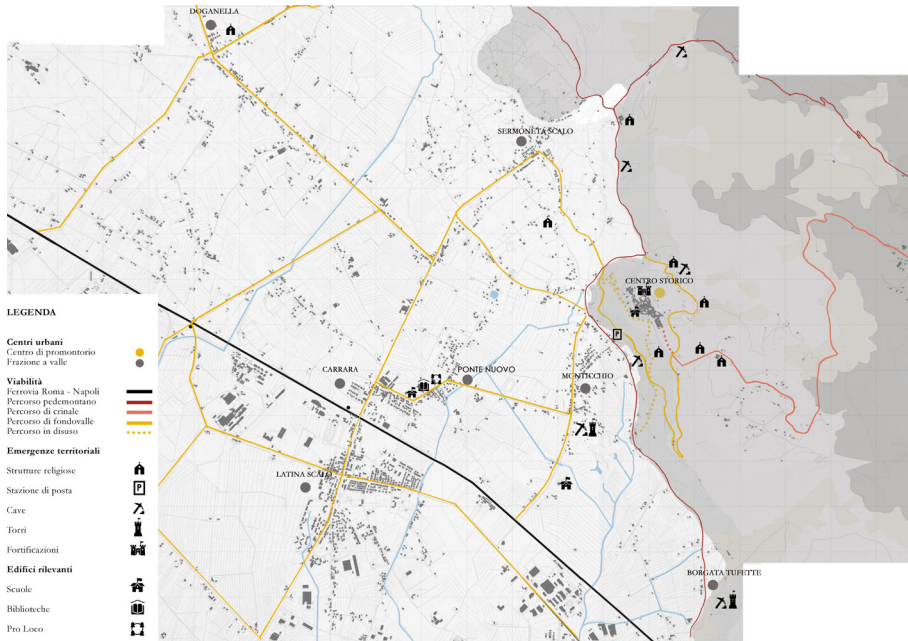 DOGANELLA
SERMONETA SCALO
CENTRO STORICO
P
CARRARA
PONTE NUOVO
MONTICCHIO
LATINA SCALO
BORGATA TUFETTE
LEGENDA
Centri urbani
Centro di promontorio
Frazione a valle
Viabilità
Ferrovia Roma - Napoli
Percorso pedemontano
Percorso di crinale
Percorso di fondovalle
Percorso in disuso
Emergenze territoriali
Strutture religiose
Stazione di posta
P
Cave
Torri
Fortificazioni
Edifici rilevanti
Scuole
Biblioteche
Pro Loco